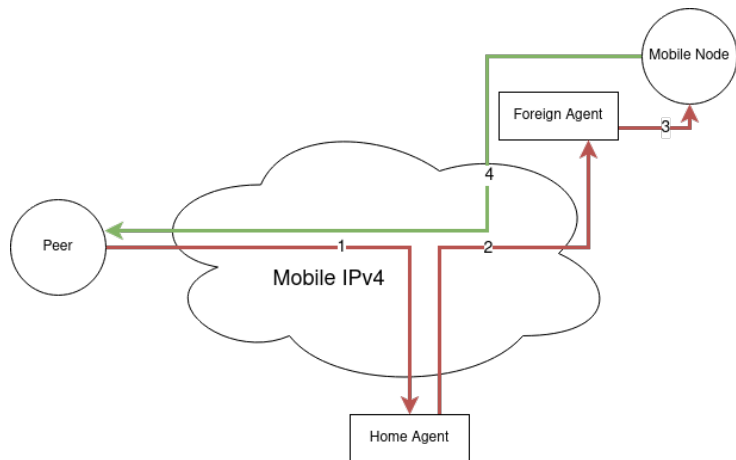 Mobile Node
Foreign Agent
3
4
Peer
1
2
Mobile IPv4
Home Agent